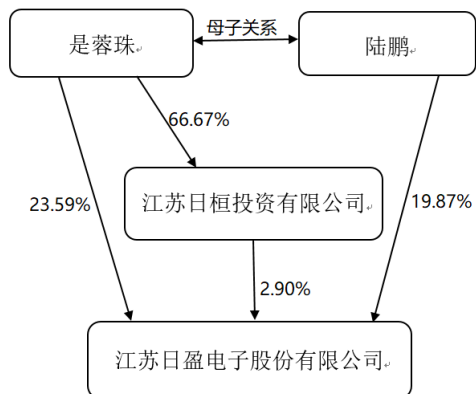 是蓉珠
母子关系
陆鹏
66.67%
23.59%
江苏日桓投资有限公司
19.87%
2.90%
江苏日盈电子股份有限公司